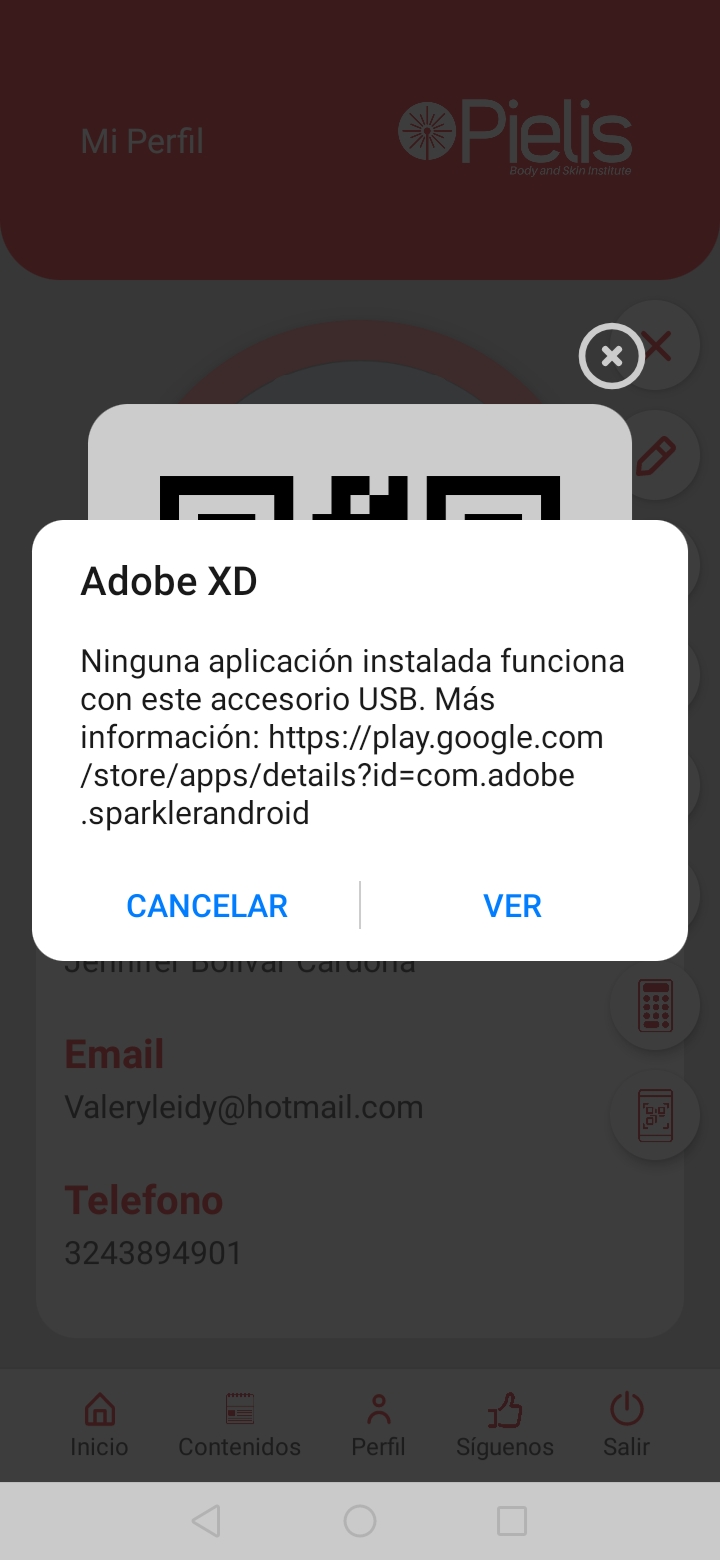 Mi Perfil
Pielis
Body and Skin Institute
Adobe XD
Ninguna aplicación instalada funciona
con este accesorio USB. Más
información: https://play.google.com
/store/apps/details?id=com.adobe
.sparklerandroid
CANCELAR
VER
Jennifer Bolivar Cardona
Email
Valeryleidy@hotmail.com
Telefono
3243894901
Inicio
Contenidos
Perfil
Síguenos
Salir